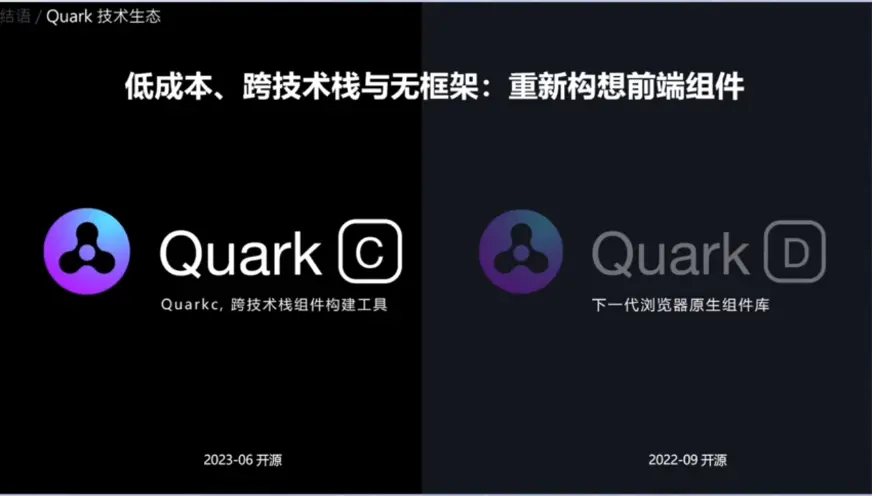 结语 / Quark 技术生态
低成本、跨技术栈与无框架：重新构想前端组件
Quark C
Quarkc, 跨技术栈组件构建工具
2023-06 开源
Quark D
下一代浏览器原生组件库
2022-09 开源